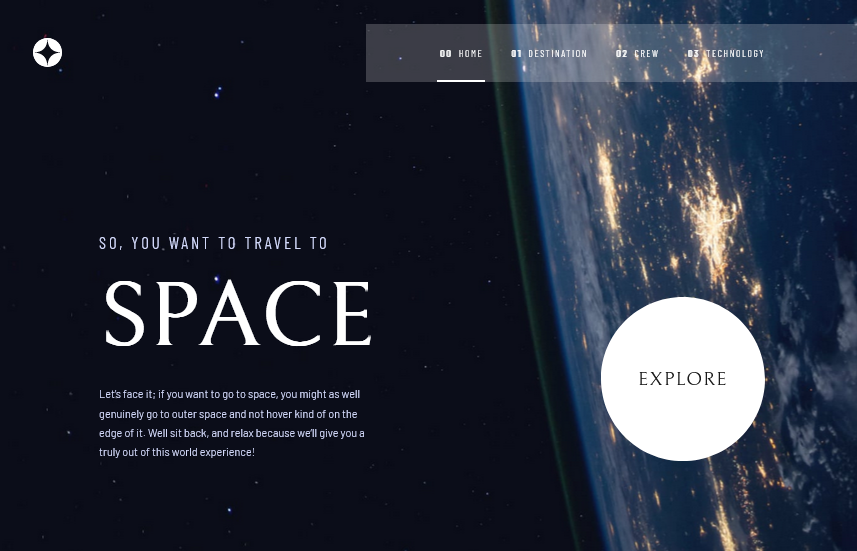 00 HOME 01 DESTINATION 02 CREW 03 TECHNOLOGY
SO, YOU WANT TO TRAVEL TO
SPACE
Let's face it; if you want to go to space, you might as well
genuinely go to outer space and not hover kind of on the
edge of it. Well sit back, and relax because we'll give you a
truly out of this world experience!
EXPLORE